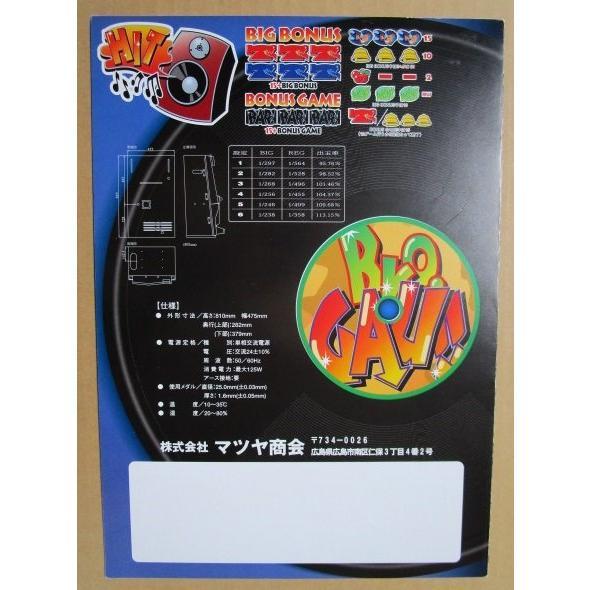 HIT
BIG BONUS
15+BIG BONUS
BONUS GAME
BAR BAR BAR
15+BONUS GAME
15
10
2
設定 BIG REG 出玉率
1 1/297 1/564 95.76%
2 1/282 1/528 98.52%
3 1/268 1/496 101.46%
4 1/256 1/455 104.37%
5 1/246 1/409 109.68%
6 1/238 1/358 113.15%
Bro.
GAU!!
【仕様】
● 外形寸法/高さ:810mm 幅475mm
奥行(上部):282mm
(下部):379mm
● 電源定格/種 別:単相交流電源
電 圧:交流24±10%
周 波 数:50/60Hz
消費電力:最大125W
アース接地:要
● 使用メダル/直径:25.0mm(±0.03mm)
厚さ:1.6mm(±0.05mm)
● 温 度/10~35℃
● 湿 度/20~80%
株式会社 マツヤ商会 〒734-0026
広島県広島市南区仁保3丁目4番2号